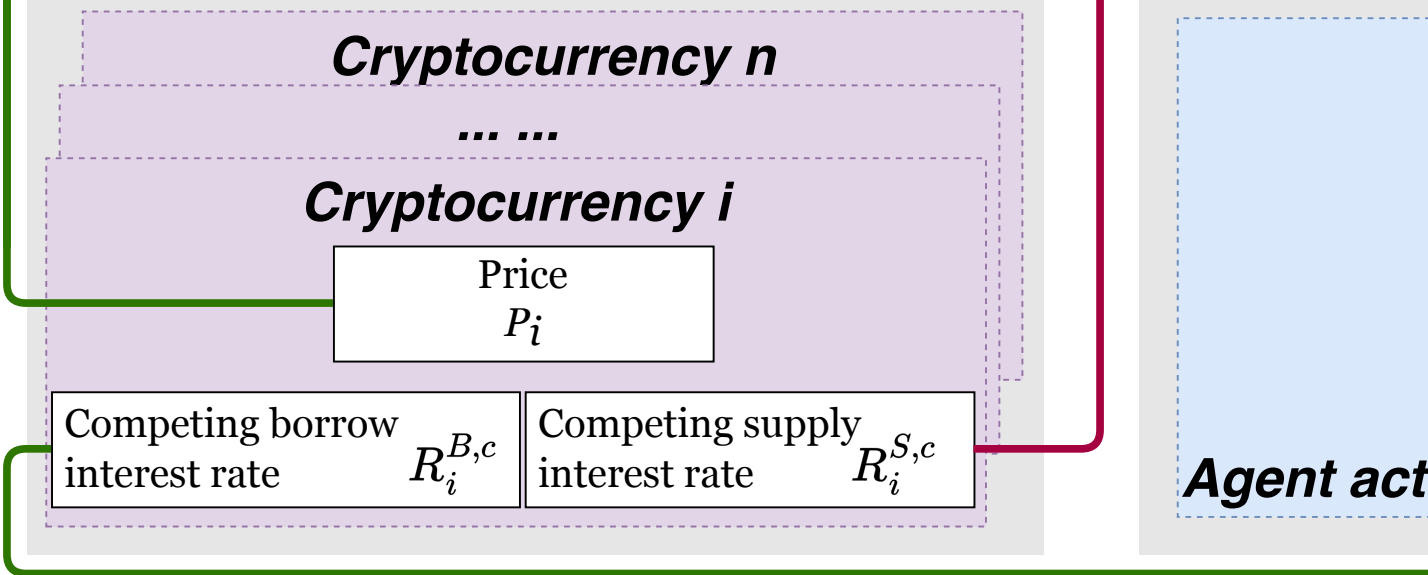 Cryptocurrency n
... ...
Cryptocurrency i
Price
P_i
Competing borrow
interest rate R_i^{B,c}
Competing supply
interest rate R_i^{S,c}
Agent act